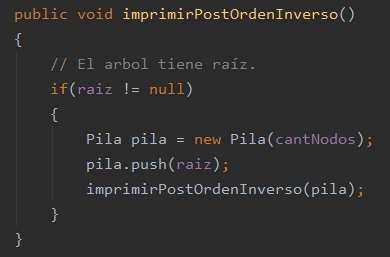 public void imprimirPostOrdenInverso()
{
// El arbol tiene raíz.
if(raiz != null)
{
Pila pila = new Pila(cantNodos);
pila.push(raiz);
imprimirPostOrdenInverso(pila);
}
}